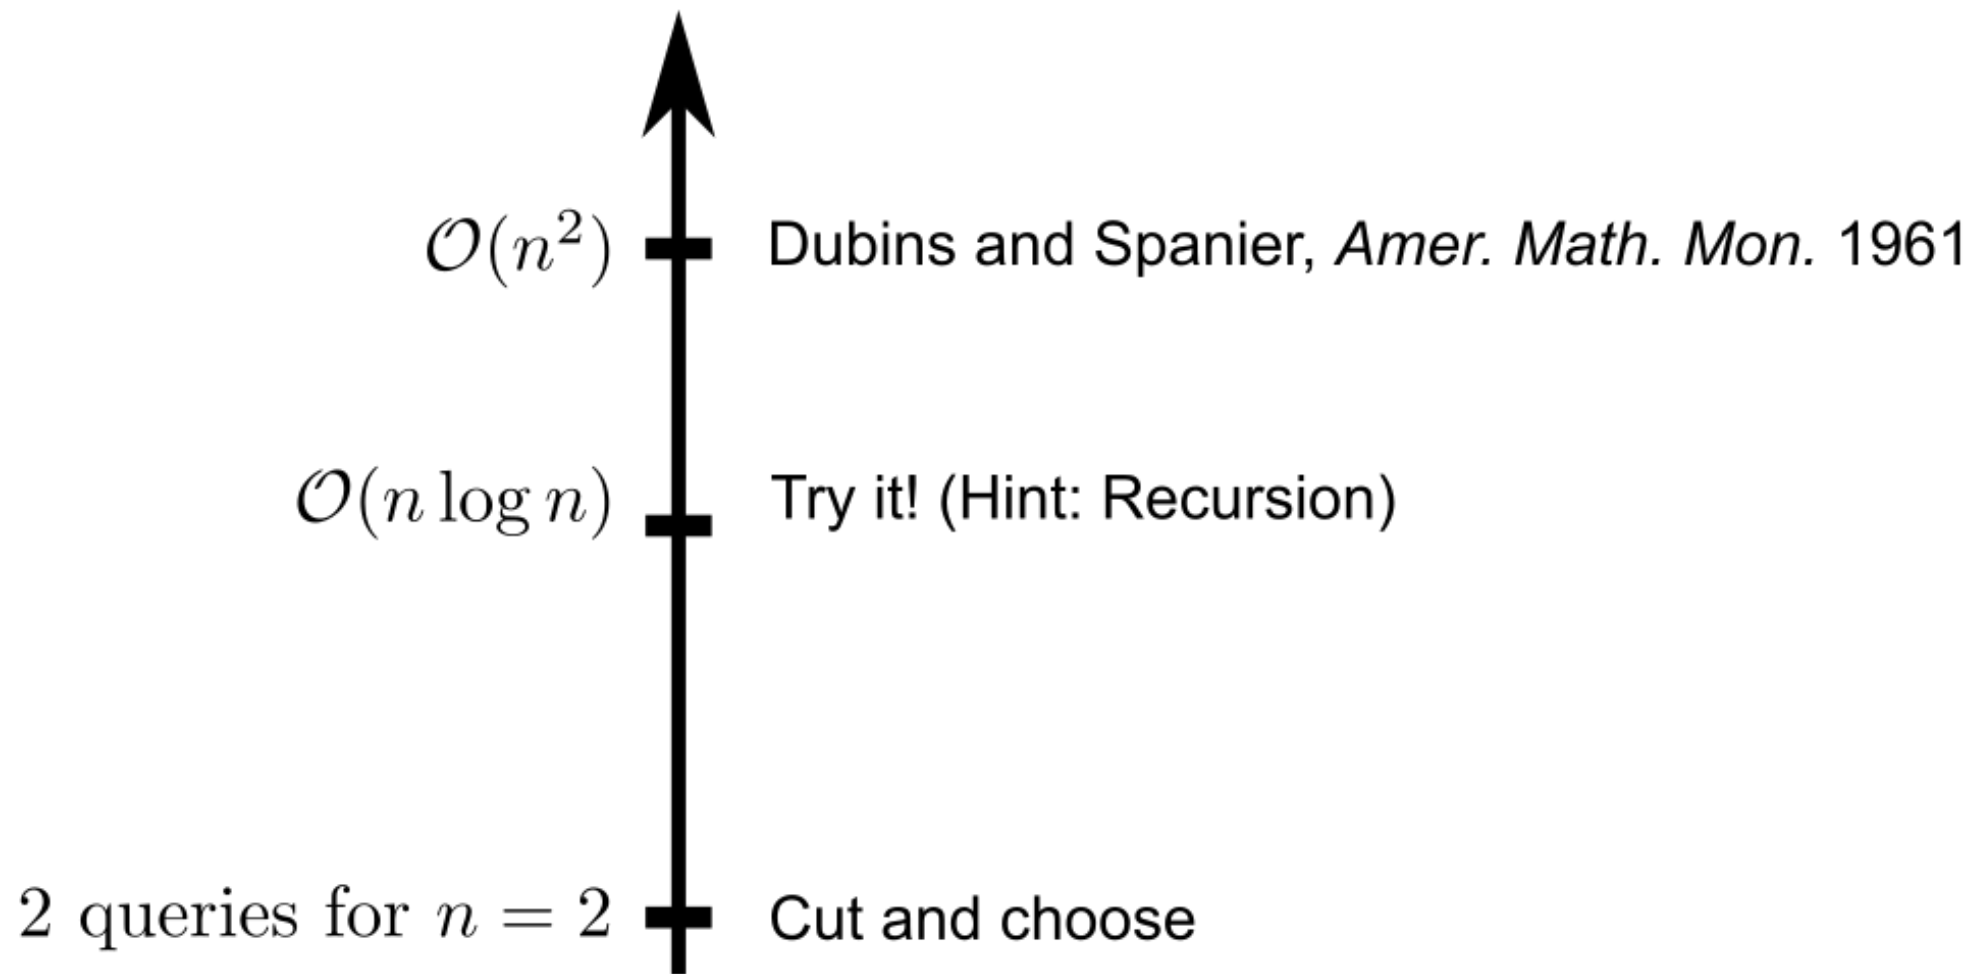 𝒪(n²) Dubins and Spanier, Amer. Math. Mon. 1961
𝒪(n log n) Try it! (Hint: Recursion)
2 queries for n = 2 Cut and choose